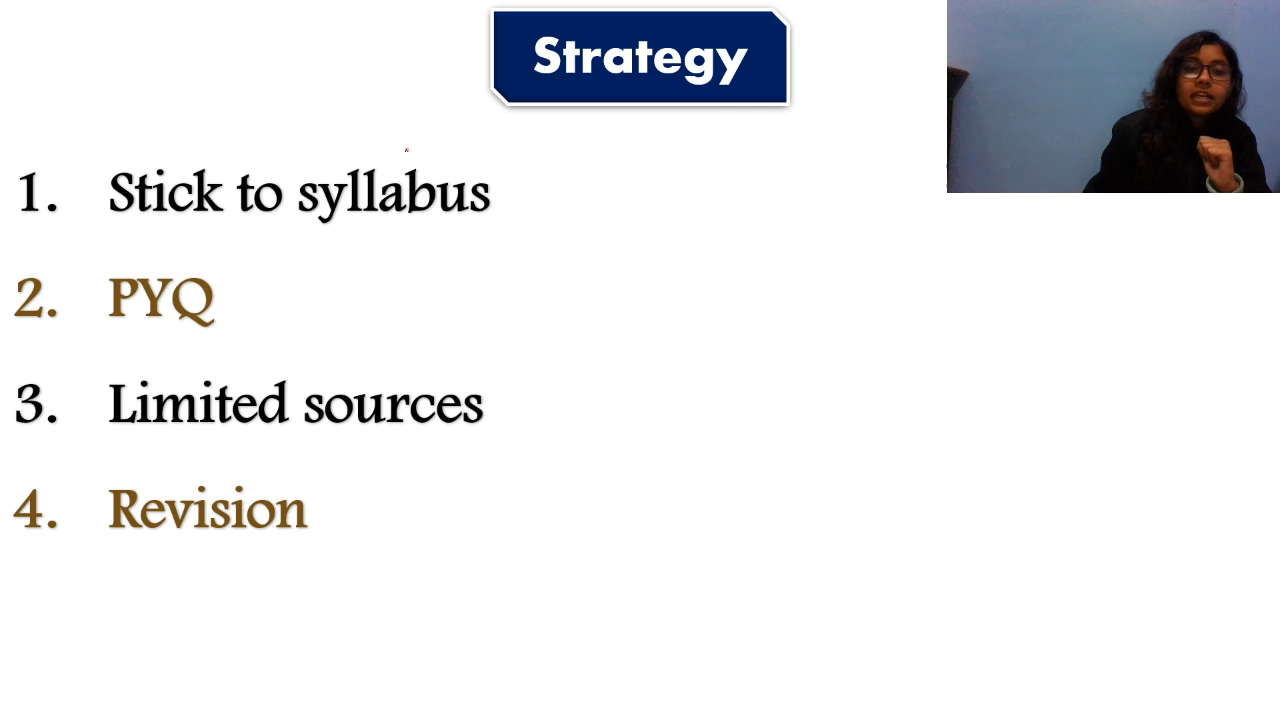 Strategy
1. Stick to syllabus
2. PYQ
3. Limited sources
4. Revision